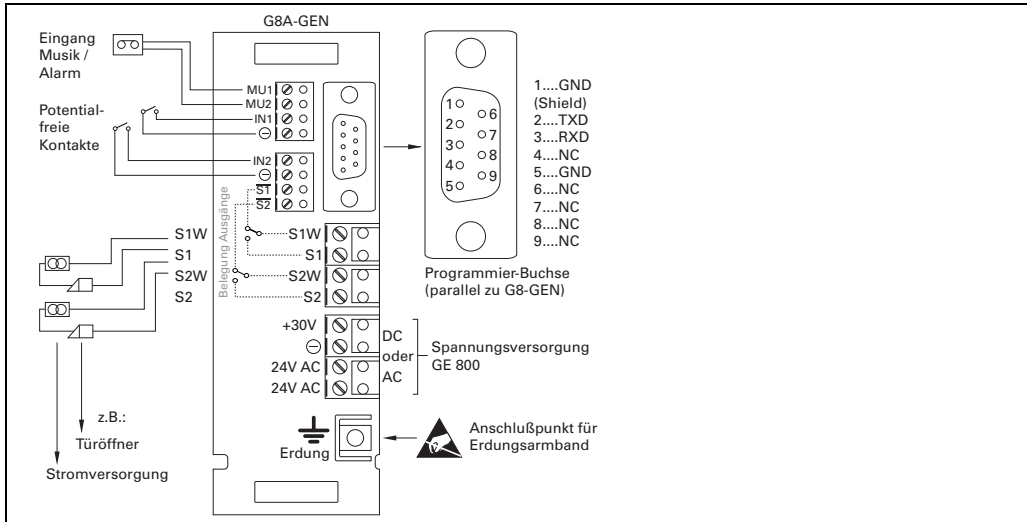 G8A-GEN
Eingang
Musik /
Alarm
Potential-
freie
Kontakte
MU1
MU2
IN1
IN2
S1
S2
Belegung Ausgänge
S1W
S1
S2W
S2
S1W
S1
S2W
S2
+30V
24V AC
24V AC
DC
oder
AC
Spannungsversorgung
GE 800
Erdung
Anschlußpunkt für
Erdungsarmband
z.B.:
Türöffner
Stromversorgung
1
2
3
4
5
6
7
8
9
Programmier-Buchse
(parallel zu G8-GEN)
1....GND
(Shield)
2....TXD
3....RXD
4....NC
5....GND
6....NC
7....NC
8....NC
9....NC